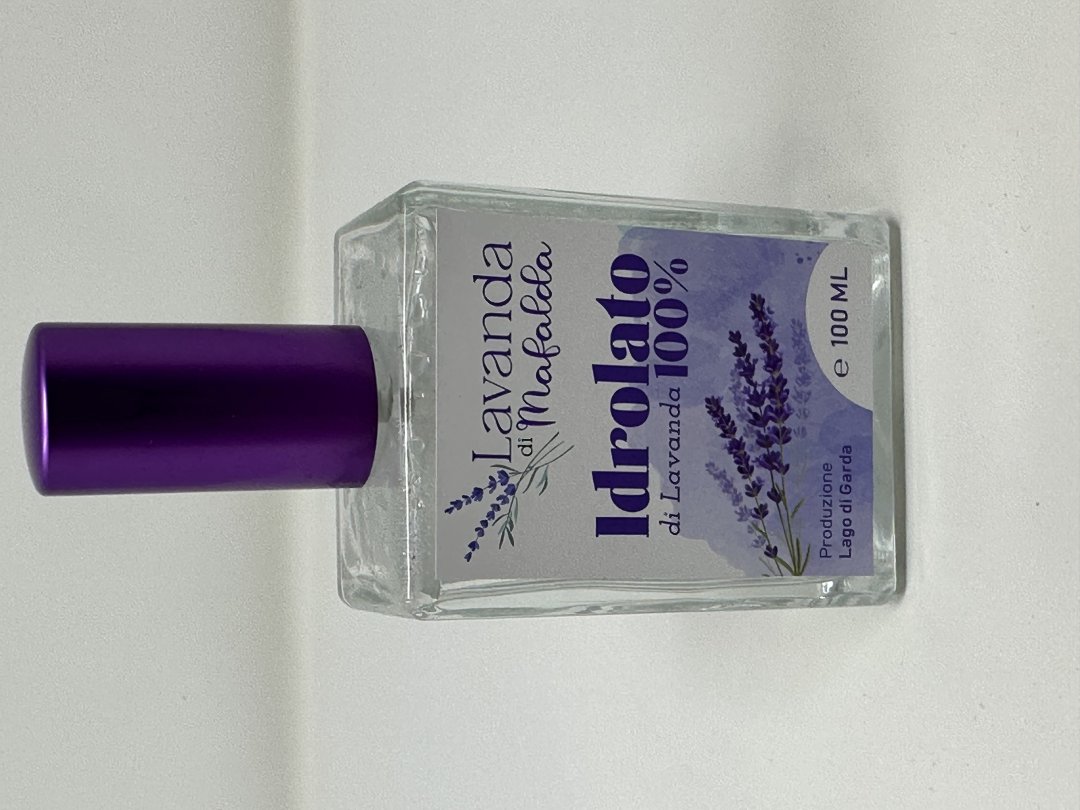 Lavanda
di Mafalda
Idrolato
di Lavanda 100%
Produzione
Lago di Garda
℮ 100 ML